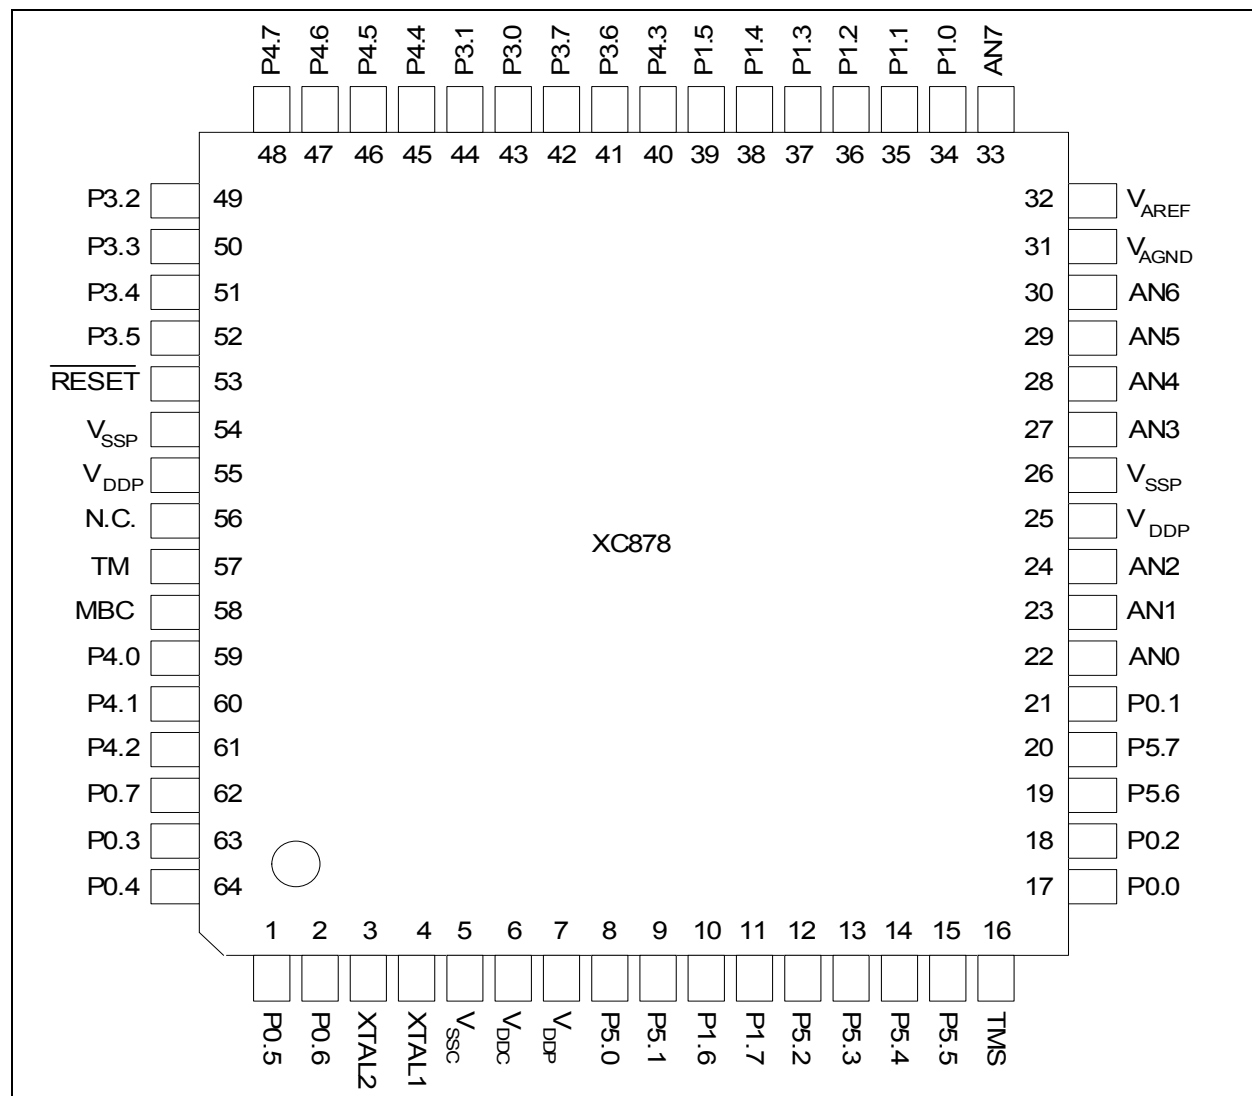 P4.7 P4.6 P4.5 P4.4 P3.1 P3.0 P3.7 P3.6 P4.3 P1.5 P1.4 P1.3 P1.2 P1.1 P1.0 AN7
48 47 46 45 44 43 42 41 40 39 38 37 36 35 34 33
P3.2 49 32 VAREF
P3.3 50 31 VAGND
P3.4 51 30 AN6
P3.5 52 29 AN5
RESET 53 28 AN4
VSSP 54 27 AN3
VDDP 55 26 VSSP
N.C. 56 25 VDDP
XC878
TM 57 24 AN2
MBC 58 23 AN1
P4.0 59 22 AN0
P4.1 60 21 P0.1
P4.2 61 20 P5.7
P0.7 62 19 P5.6
P0.3 63 18 P0.2
P0.4 64 17 P0.0
1 2 3 4 5 6 7 8 9 10 11 12 13 14 15 16
P0.5 P0.6 XTAL2 XTAL1 VSSC VDDC VDDP P5.0 P5.1 P1.6 P1.7 P5.2 P5.3 P5.4 P5.5 TMS